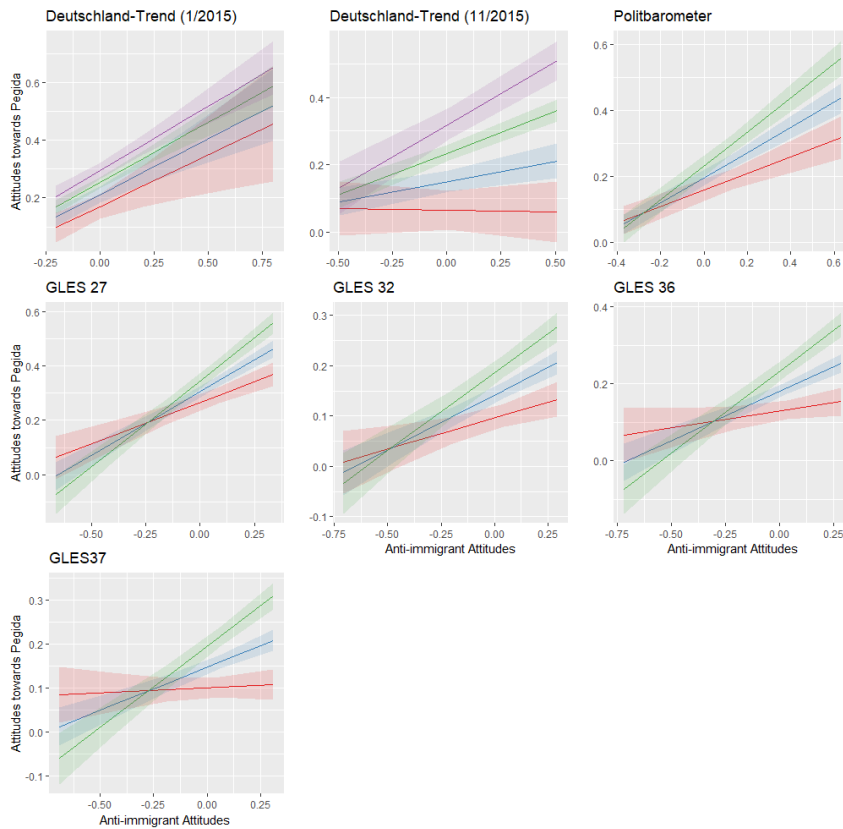 Deutschland-Trend (1/2015)
Deutschland-Trend (11/2015)
Politbarometer
Attitudes towards Pegida
0.6
0.4
0.2
-0.25 0.00 0.25 0.50 0.75
0.4
0.2
0.0
-0.50 -0.25 0.00 0.25 0.50
0.6
0.4
0.2
0.0
-0.4 -0.2 0.0 0.2 0.4 0.6
GLES 27
GLES 32
GLES 36
Attitudes towards Pegida
0.6
0.4
0.2
0.0
-0.50 -0.25 0.00 0.25
0.3
0.2
0.1
0.0
-0.1
-0.75 -0.50 -0.25 0.00 0.25
Anti-immigrant Attitudes
0.4
0.2
0.0
-0.75 -0.50 -0.25 0.00 0.25
Anti-immigrant Attitudes
GLES37
Attitudes towards Pegida
0.3
0.2
0.1
0.0
-0.1
-0.50 -0.25 0.00 0.25
Anti-immigrant Attitudes